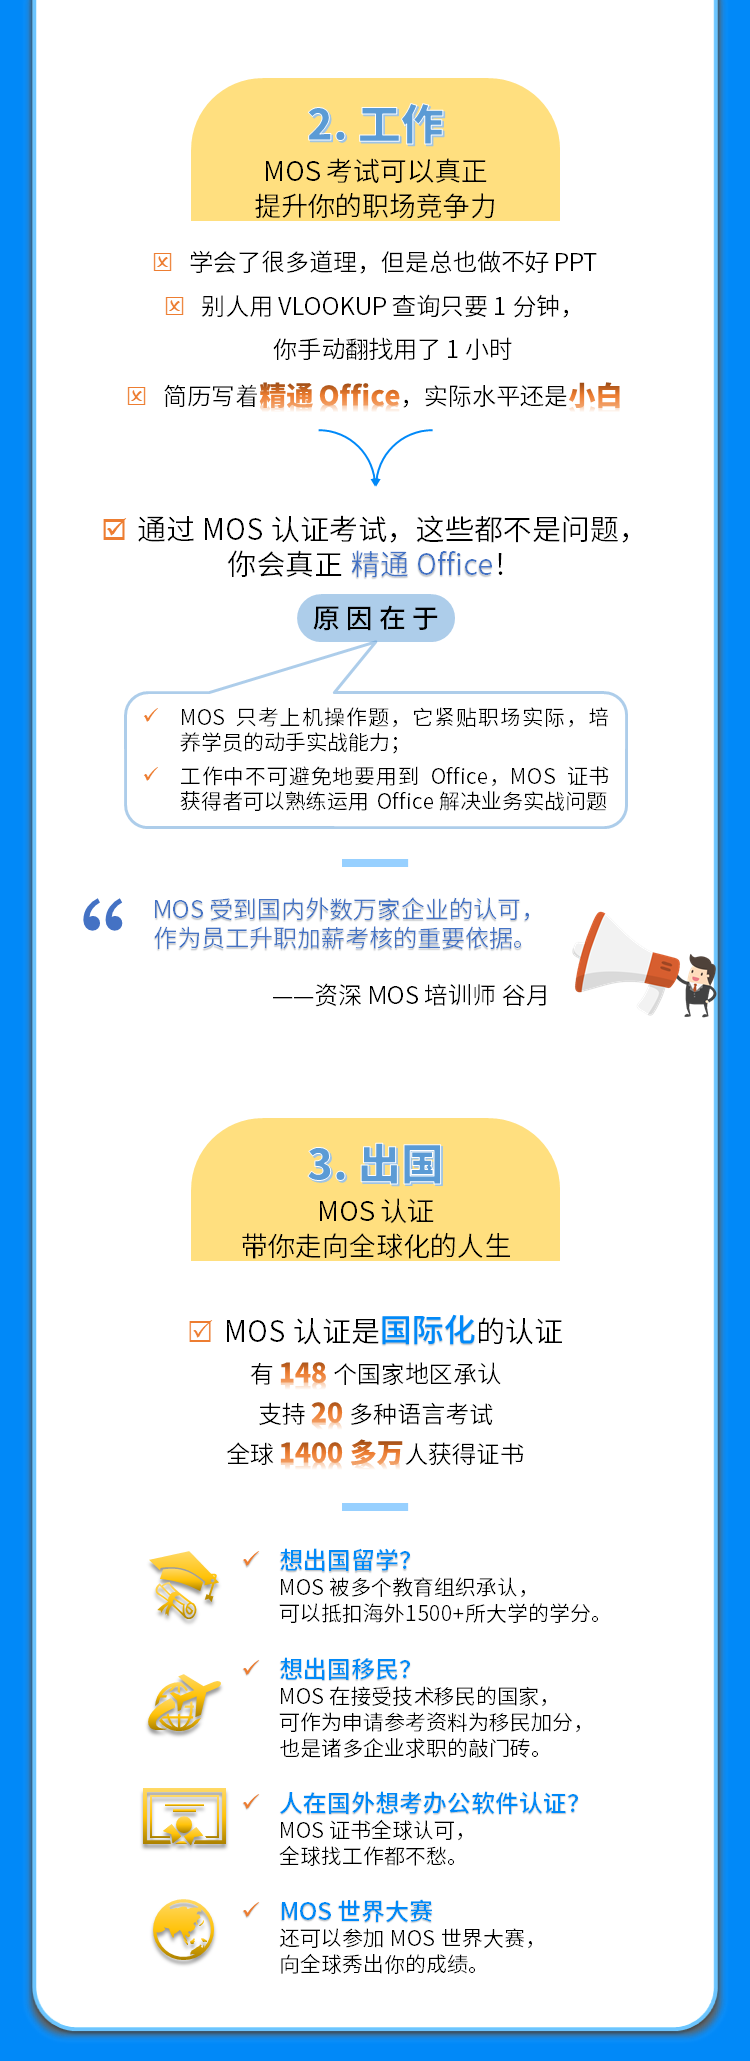 2. 工作
MOS 考试可以真正
提升你的职场竞争力
学会了很多道理，但是总也做不好 PPT
别人用 VLOOKUP 查询只要 1 分钟，
你手动翻找用了 1 小时
简历写着精通 Office，实际水平还是小白
通过 MOS 认证考试，这些都不是问题，
你会真正 精通 Office！
原因在于
MOS 只考上机操作题，它紧贴职场实际，培
养学员的动手实战能力；
工作中不可避免地要用到 Office，MOS 证书
获得者可以熟练运用 Office 解决业务实战问题
“ MOS 受到国内外数万家企业的认可，
作为员工升职加薪考核的重要依据。
——资深 MOS 培训师 谷月
3. 出国
MOS 认证
带你走向全球化的人生
MOS 认证是国际化的认证
有 148 个国家地区承认
支持 20 多种语言考试
全球 1400 多万人获得证书
想出国留学？
MOS 被多个教育组织承认，
可以抵扣海外1500+所大学的学分。
想出国移民？
MOS 在接受技术移民的国家，
可作为申请参考资料为移民加分，
也是诸多企业求职的敲门砖。
人在国外想考办公软件认证？
MOS 证书全球认可，
全球找工作都不愁。
MOS 世界大赛
还可以参加 MOS 世界大赛，
向全球秀出你的成绩。